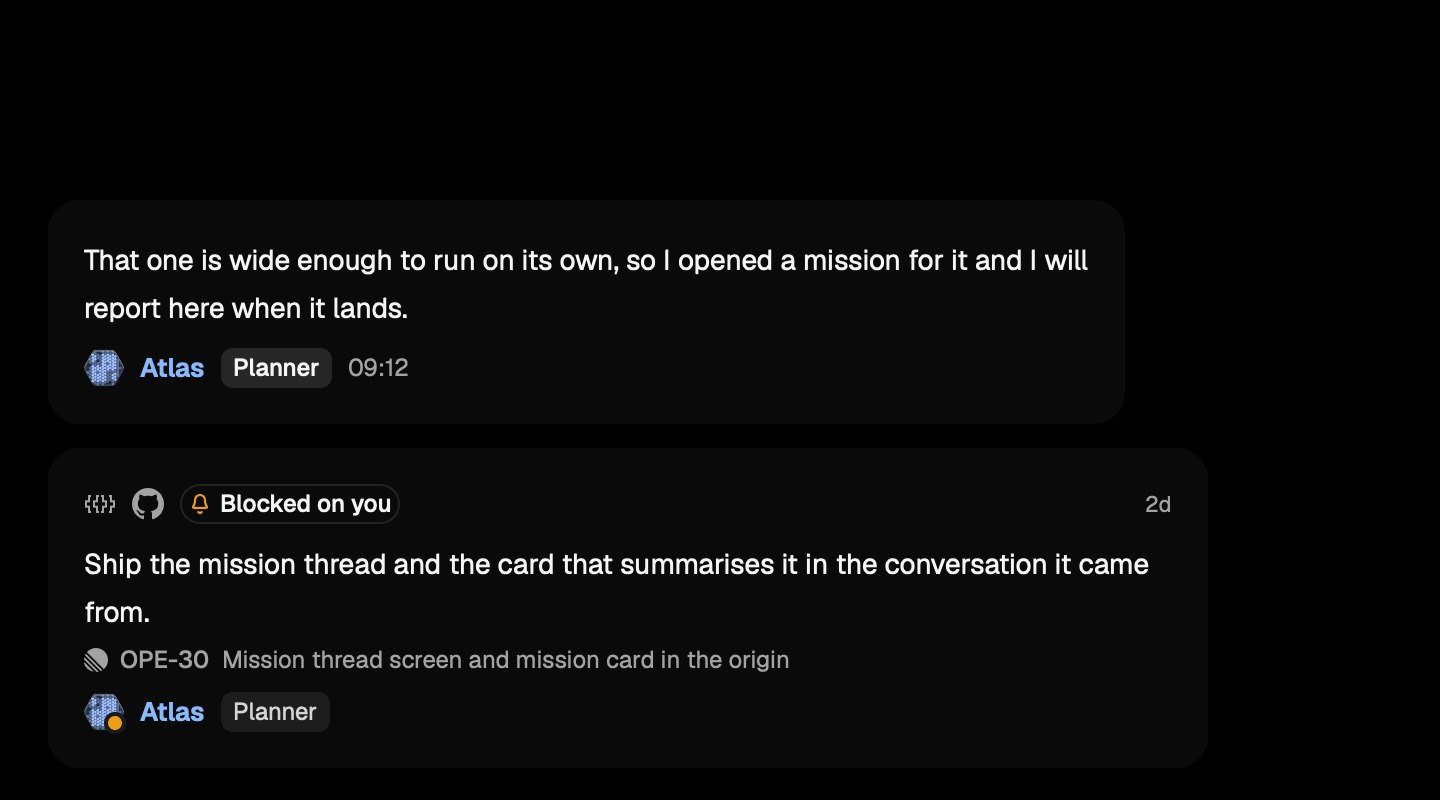 That one is wide enough to run on its own, so I opened a mission for it and I will
report here when it lands.
Atlas Planner 09:12
Blocked on you 2d
Ship the mission thread and the card that summarises it in the conversation it came
from.
OPE-30 Mission thread screen and mission card in the origin
Atlas Planner